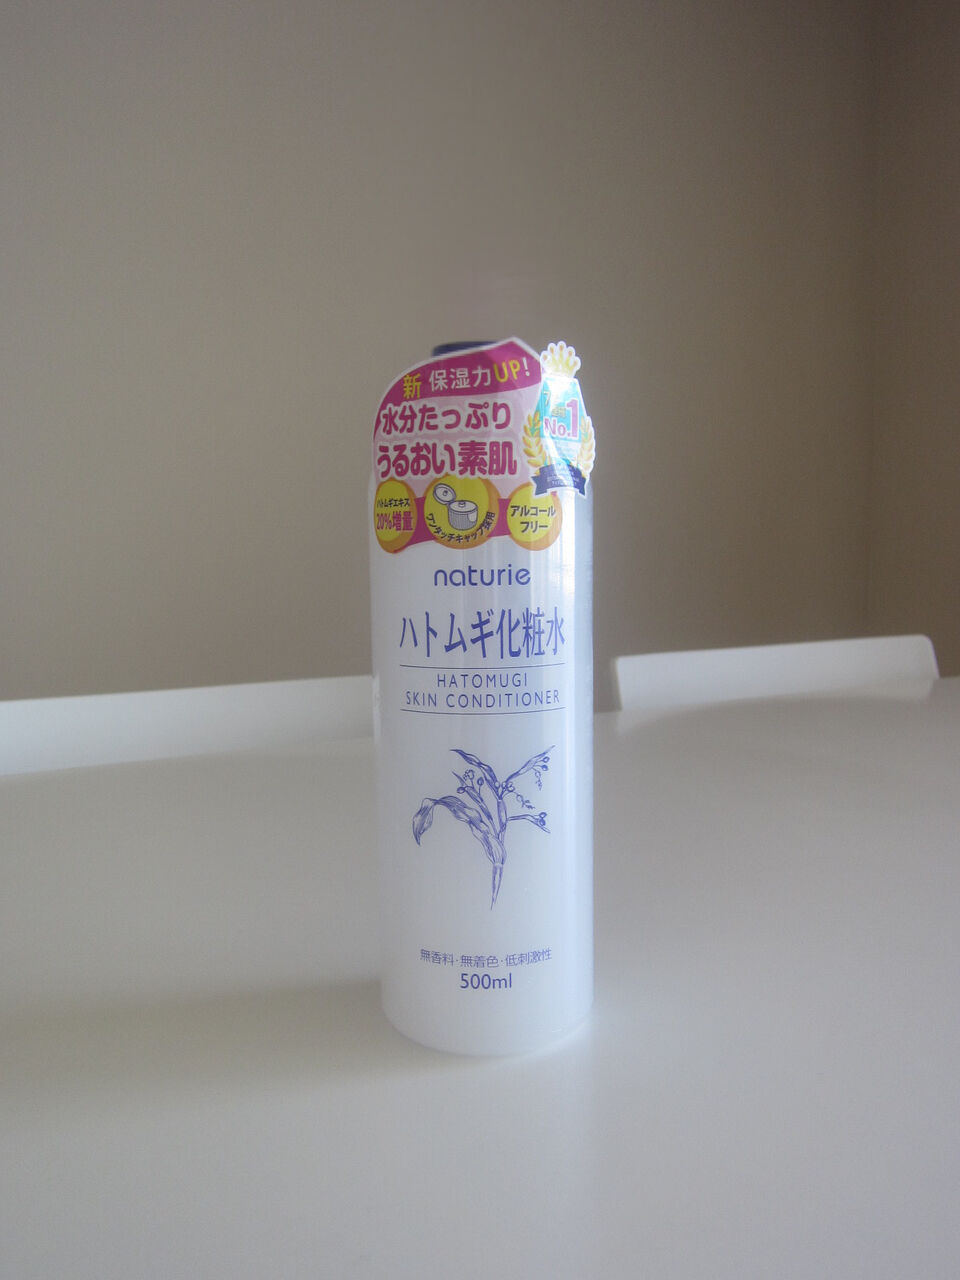 新 保湿力UP!
水分たっぷり
うるおい素肌
No.1
ハトムギエキス
20%増量
ワンタッチキャップ採用
アルコール
フリー
naturie
ハトムギ化粧水
HATOMUGI
SKIN CONDITIONER
無香料・無着色・低刺激性
500ml